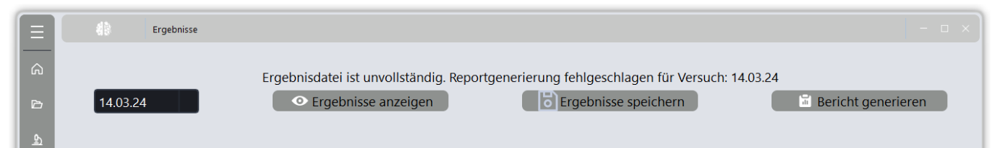 Ergebnisse
Ergebnisdatei ist unvollständig. Reportgenerierung fehlgeschlagen für Versuch: 14.03.24
14.03.24 Ergebnisse anzeigen Ergebnisse speichern Bericht generieren